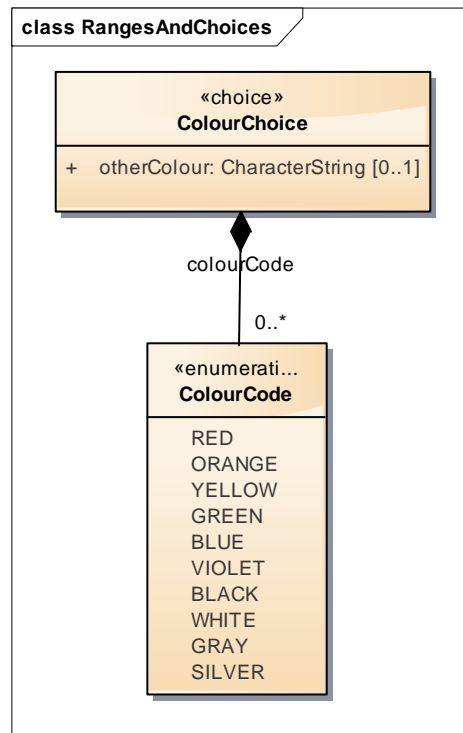 class RangesAndChoices
«choice»
ColourChoice
+ otherColour: CharacterString [0..1]
colourCode
0..*
«enumerati...
ColourCode
RED
ORANGE
YELLOW
GREEN
BLUE
VIOLET
BLACK
WHITE
GRAY
SILVER